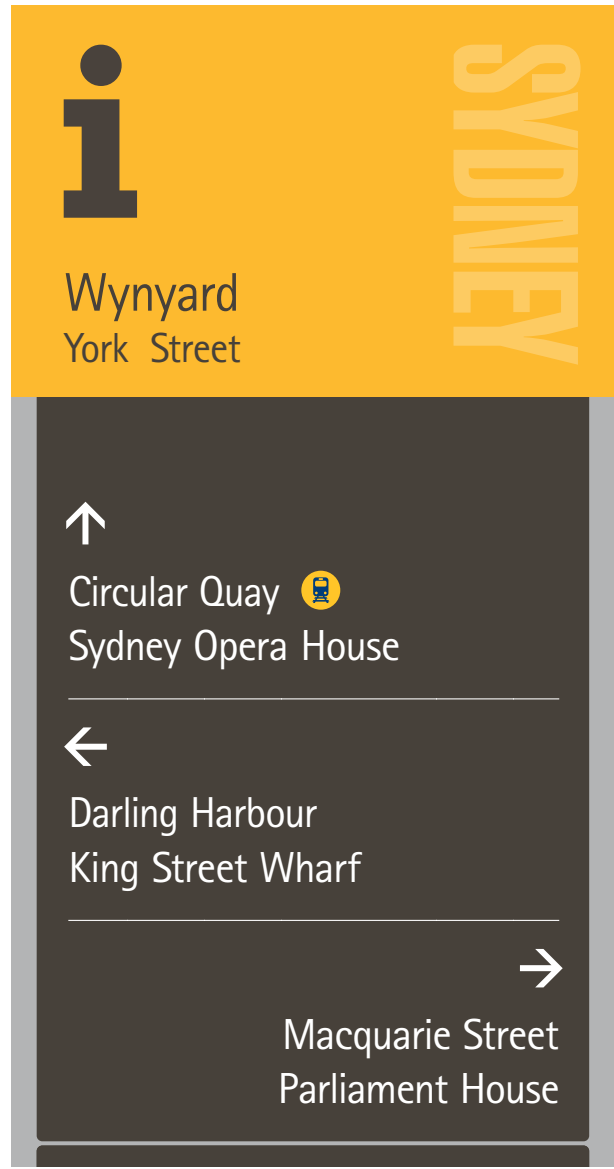 i
SYDNEY
Wynyard
York Street
↑
Circular Quay
Sydney Opera House
←
Darling Harbour
King Street Wharf
→
Macquarie Street
Parliament House